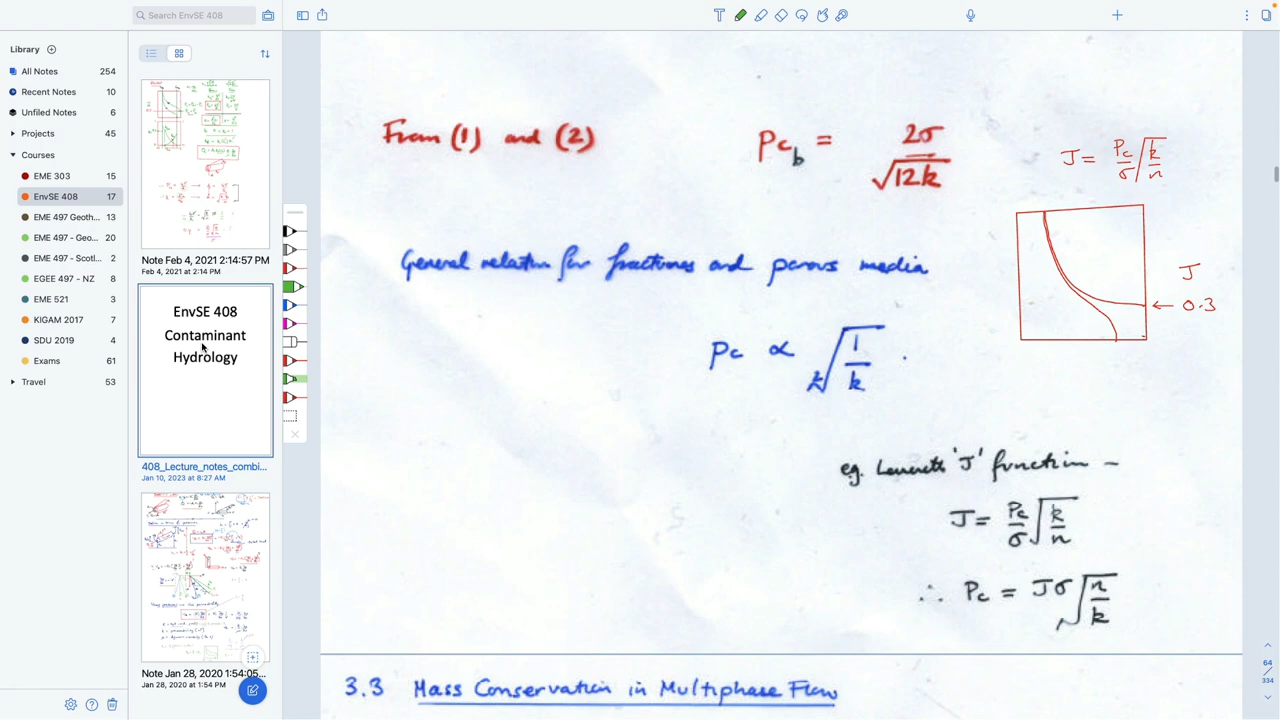 Search EnvSE 408
Library
All Notes 254
Recent Notes 10
Unfiled Notes 6
Projects 45
Courses
EME 303 15
EnvSE 408 17
EME 497 Geoth... 13
EME 497 - Geo... 20
EME 497 - Scotl... 2
EGEE 497 - NZ 8
EME 521 3
KIGAM 2017 7
SDU 2019 4
Exams 61
Travel 53
Note Feb 4, 2021 2:14:57 PM
Feb 4, 2021 at 2:14 PM
EnvSE 408
Contaminant
Hydrology
408_Lecture_notes_combi...
Jan 10, 2023 at 8:27 AM
Note Jan 28, 2020 1:54:05...
Jan 28, 2020 at 1:54 PM
From (1) and (2) Pcb = 2σ / √12k
J = Pc/σ √k/n
General relation for fractures and porous media
J
← 0.3
Pc ∝ √1/k .
eg. Leverett 'J' function -
J = Pc/σ √k/n
∴ Pc = Jσ √n/k
3.3 Mass Conservation in Multiphase Flow
64
334